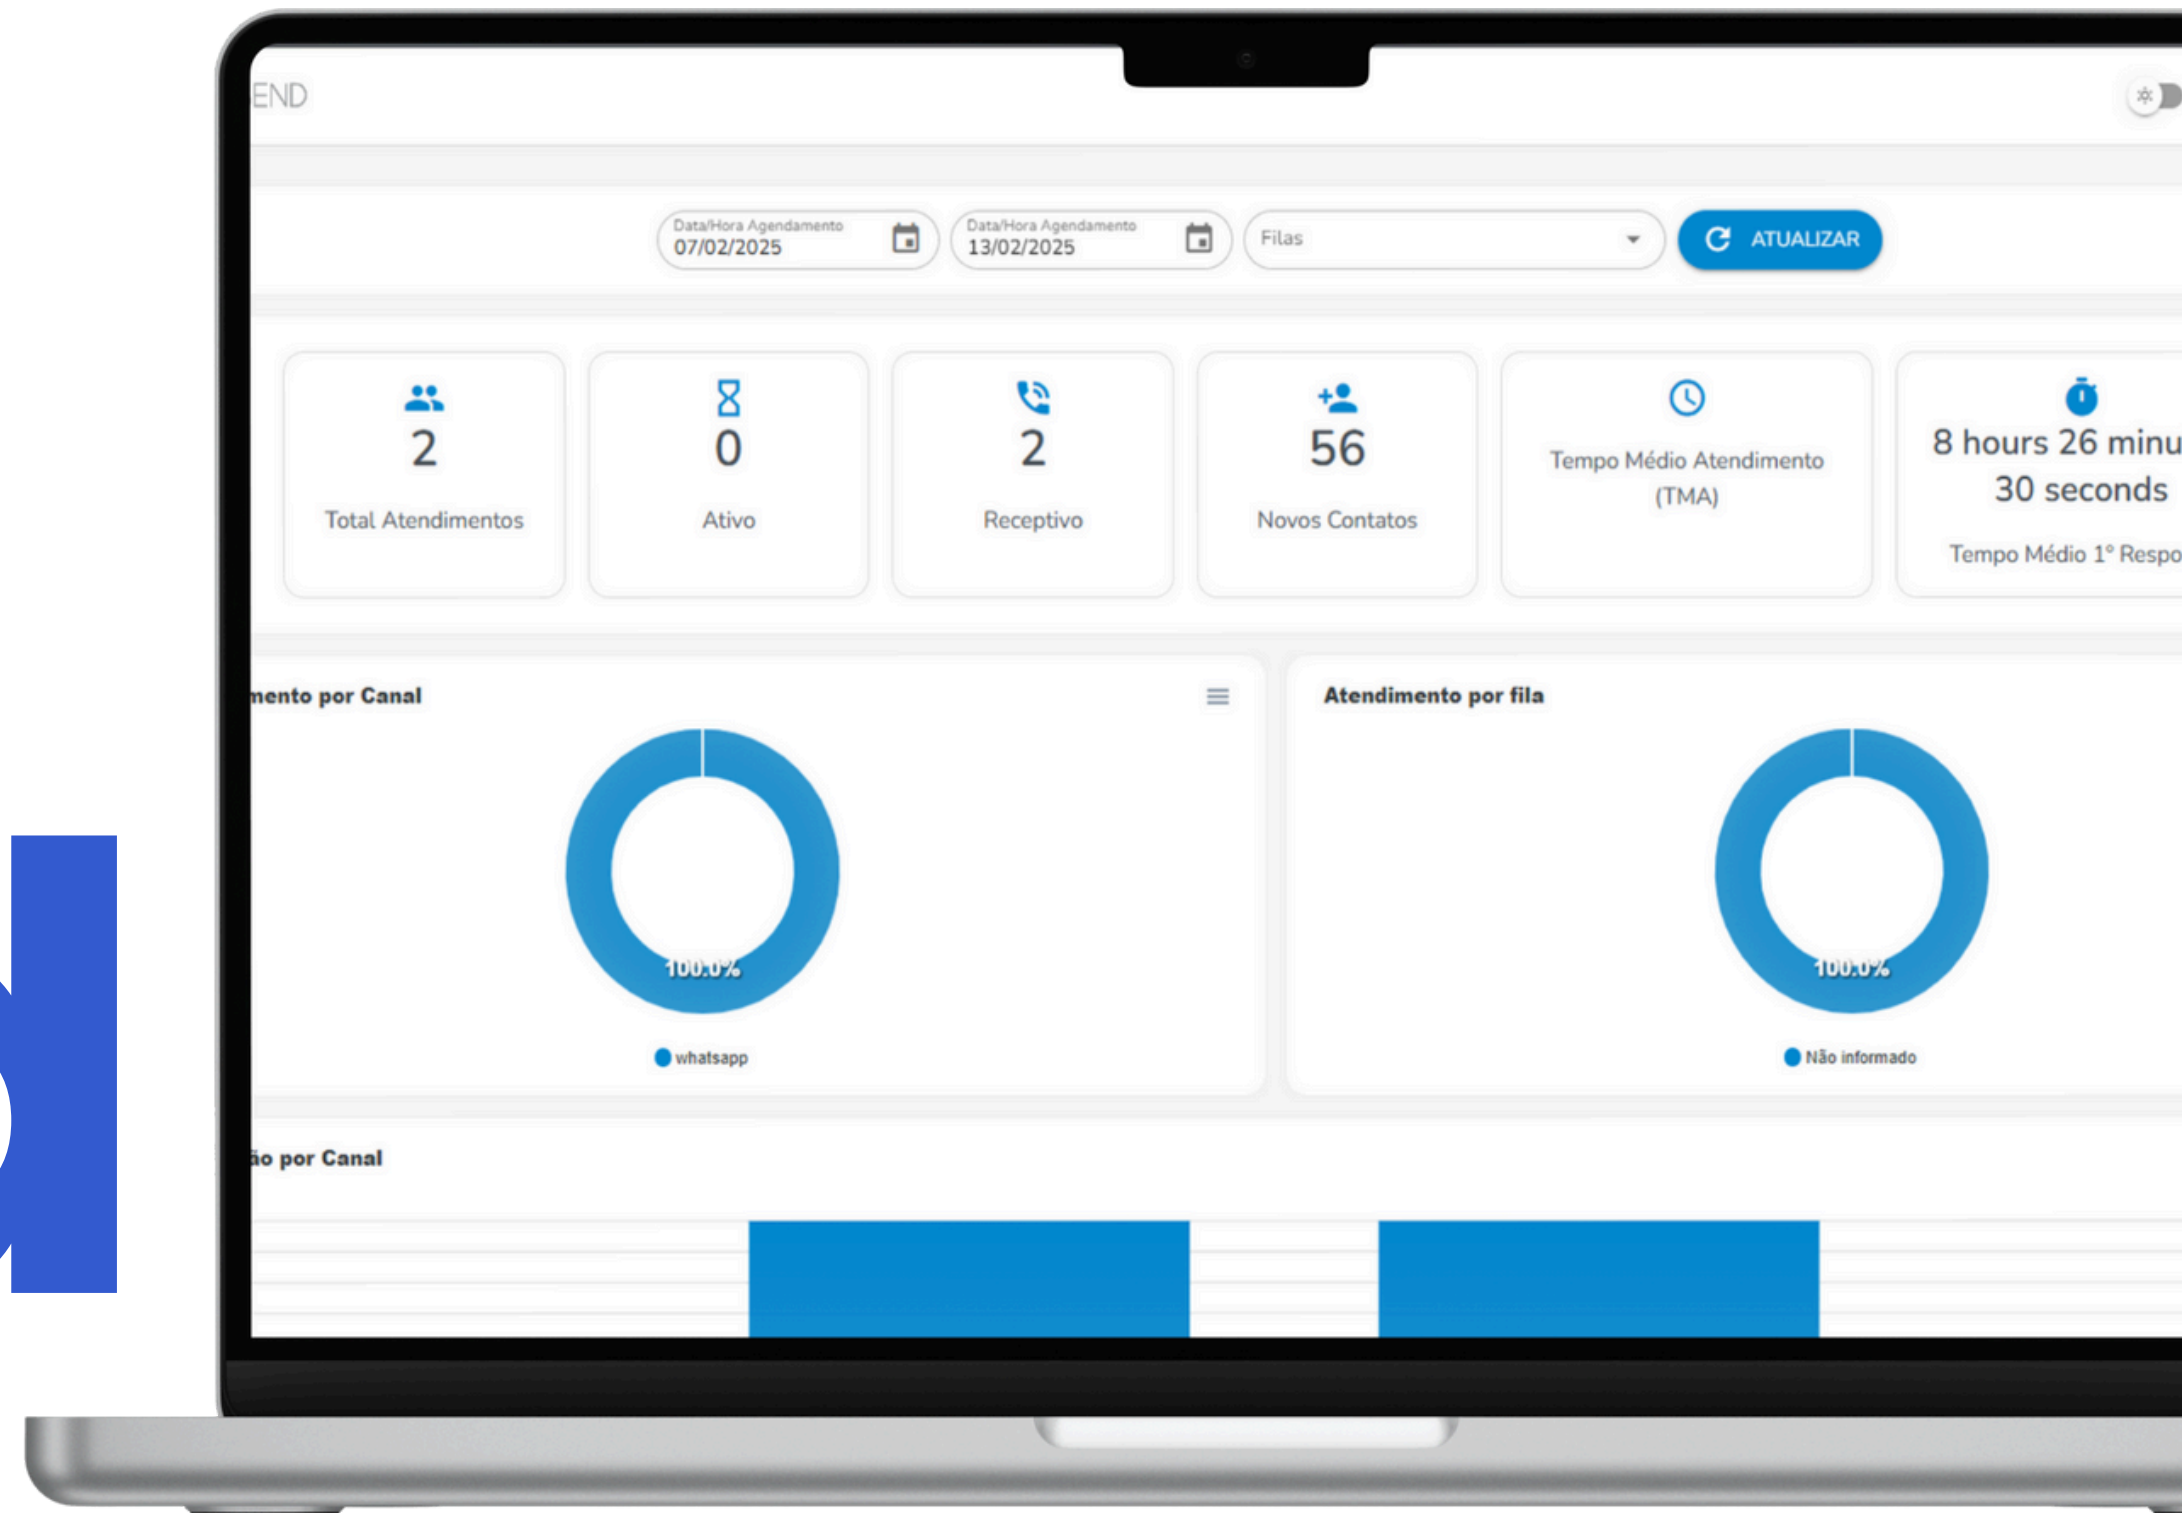 END
Data/Hora Agendamento
07/02/2025
Data/Hora Agendamento
13/02/2025
Filas
ATUALIZAR
2
Total Atendimentos
0
Ativo
2
Receptivo
56
Novos Contatos
Tempo Médio Atendimento
(TMA)
8 hours 26 minu
30 seconds
Tempo Médio 1º Respo
mento por Canal
100.0%
whatsapp
Atendimento por fila
100.0%
Não informado
ão por Canal